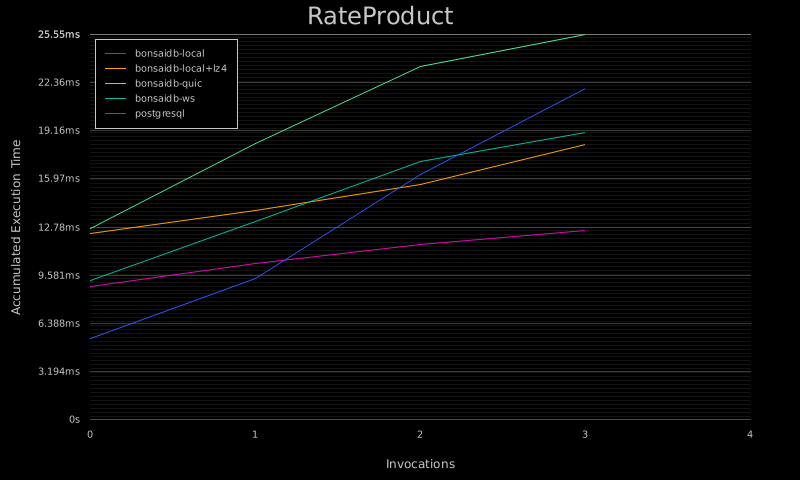 RateProduct
25.55ms
22.36ms
19.16ms
15.97ms
12.78ms
9.581ms
6.388ms
3.194ms
0s
bonsaidb-local
bonsaidb-local+lz4
bonsaidb-quic
bonsaidb-ws
postgresql
Accumulated Execution Time
0 1 2 3 4
Invocations